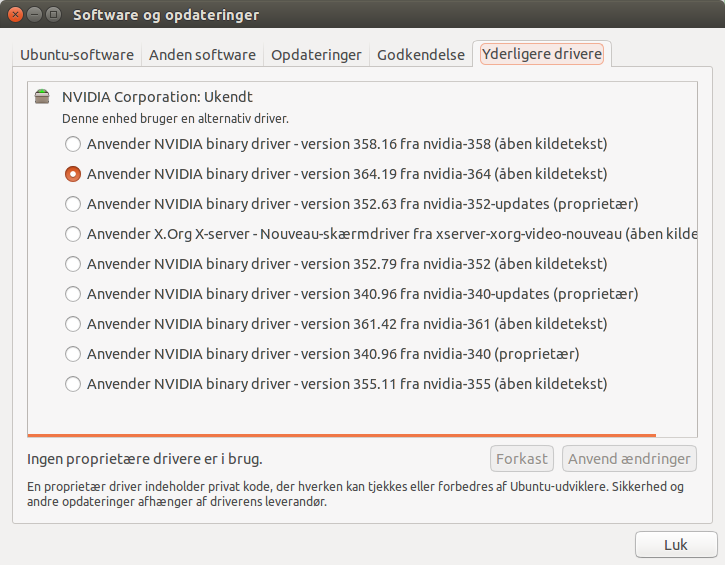 Software og opdateringer
Ubuntu-software Anden software Opdateringer Godkendelse Yderligere drivere
NVIDIA Corporation: Ukendt
Denne enhed bruger en alternativ driver.
Anvender NVIDIA binary driver - version 358.16 fra nvidia-358 (åben kildetekst)
Anvender NVIDIA binary driver - version 364.19 fra nvidia-364 (åben kildetekst)
Anvender NVIDIA binary driver - version 352.63 fra nvidia-352-updates (proprietær)
Anvender X.Org X-server - Nouveau-skærmdriver fra xserver-xorg-video-nouveau (åben kilde
Anvender NVIDIA binary driver - version 352.79 fra nvidia-352 (åben kildetekst)
Anvender NVIDIA binary driver - version 340.96 fra nvidia-340-updates (proprietær)
Anvender NVIDIA binary driver - version 361.42 fra nvidia-361 (åben kildetekst)
Anvender NVIDIA binary driver - version 340.96 fra nvidia-340 (proprietær)
Anvender NVIDIA binary driver - version 355.11 fra nvidia-355 (åben kildetekst)
Ingen proprietære drivere er i brug. Forkast Anvend ændringer
En proprietær driver indeholder privat kode, der hverken kan tjekkes eller forbedres af Ubuntu-udviklere. Sikkerhed og
andre opdateringer afhænger af driverens leverandør.
Luk